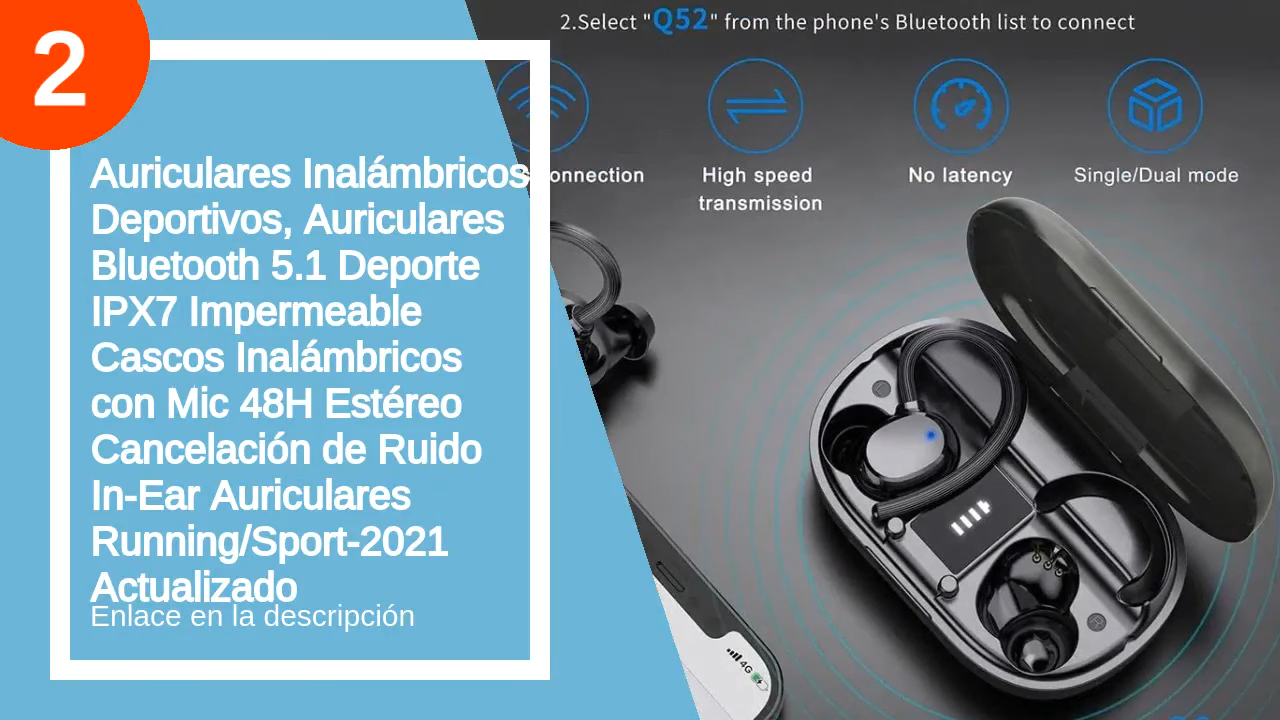 2
Auriculares Inalámbricos
Deportivos, Auriculares
Bluetooth 5.1 Deporte
IPX7 Impermeable
Cascos Inalámbricos
con Mic 48H Estéreo
Cancelación de Ruido
In-Ear Auriculares
Running/Sport-2021
Actualizado
Enlace en la descripción
2.Select "Q52" from the phone's Bluetooth list to connect
onnection
High speed
transmission
No latency
Single/Dual mode
L
R
4G